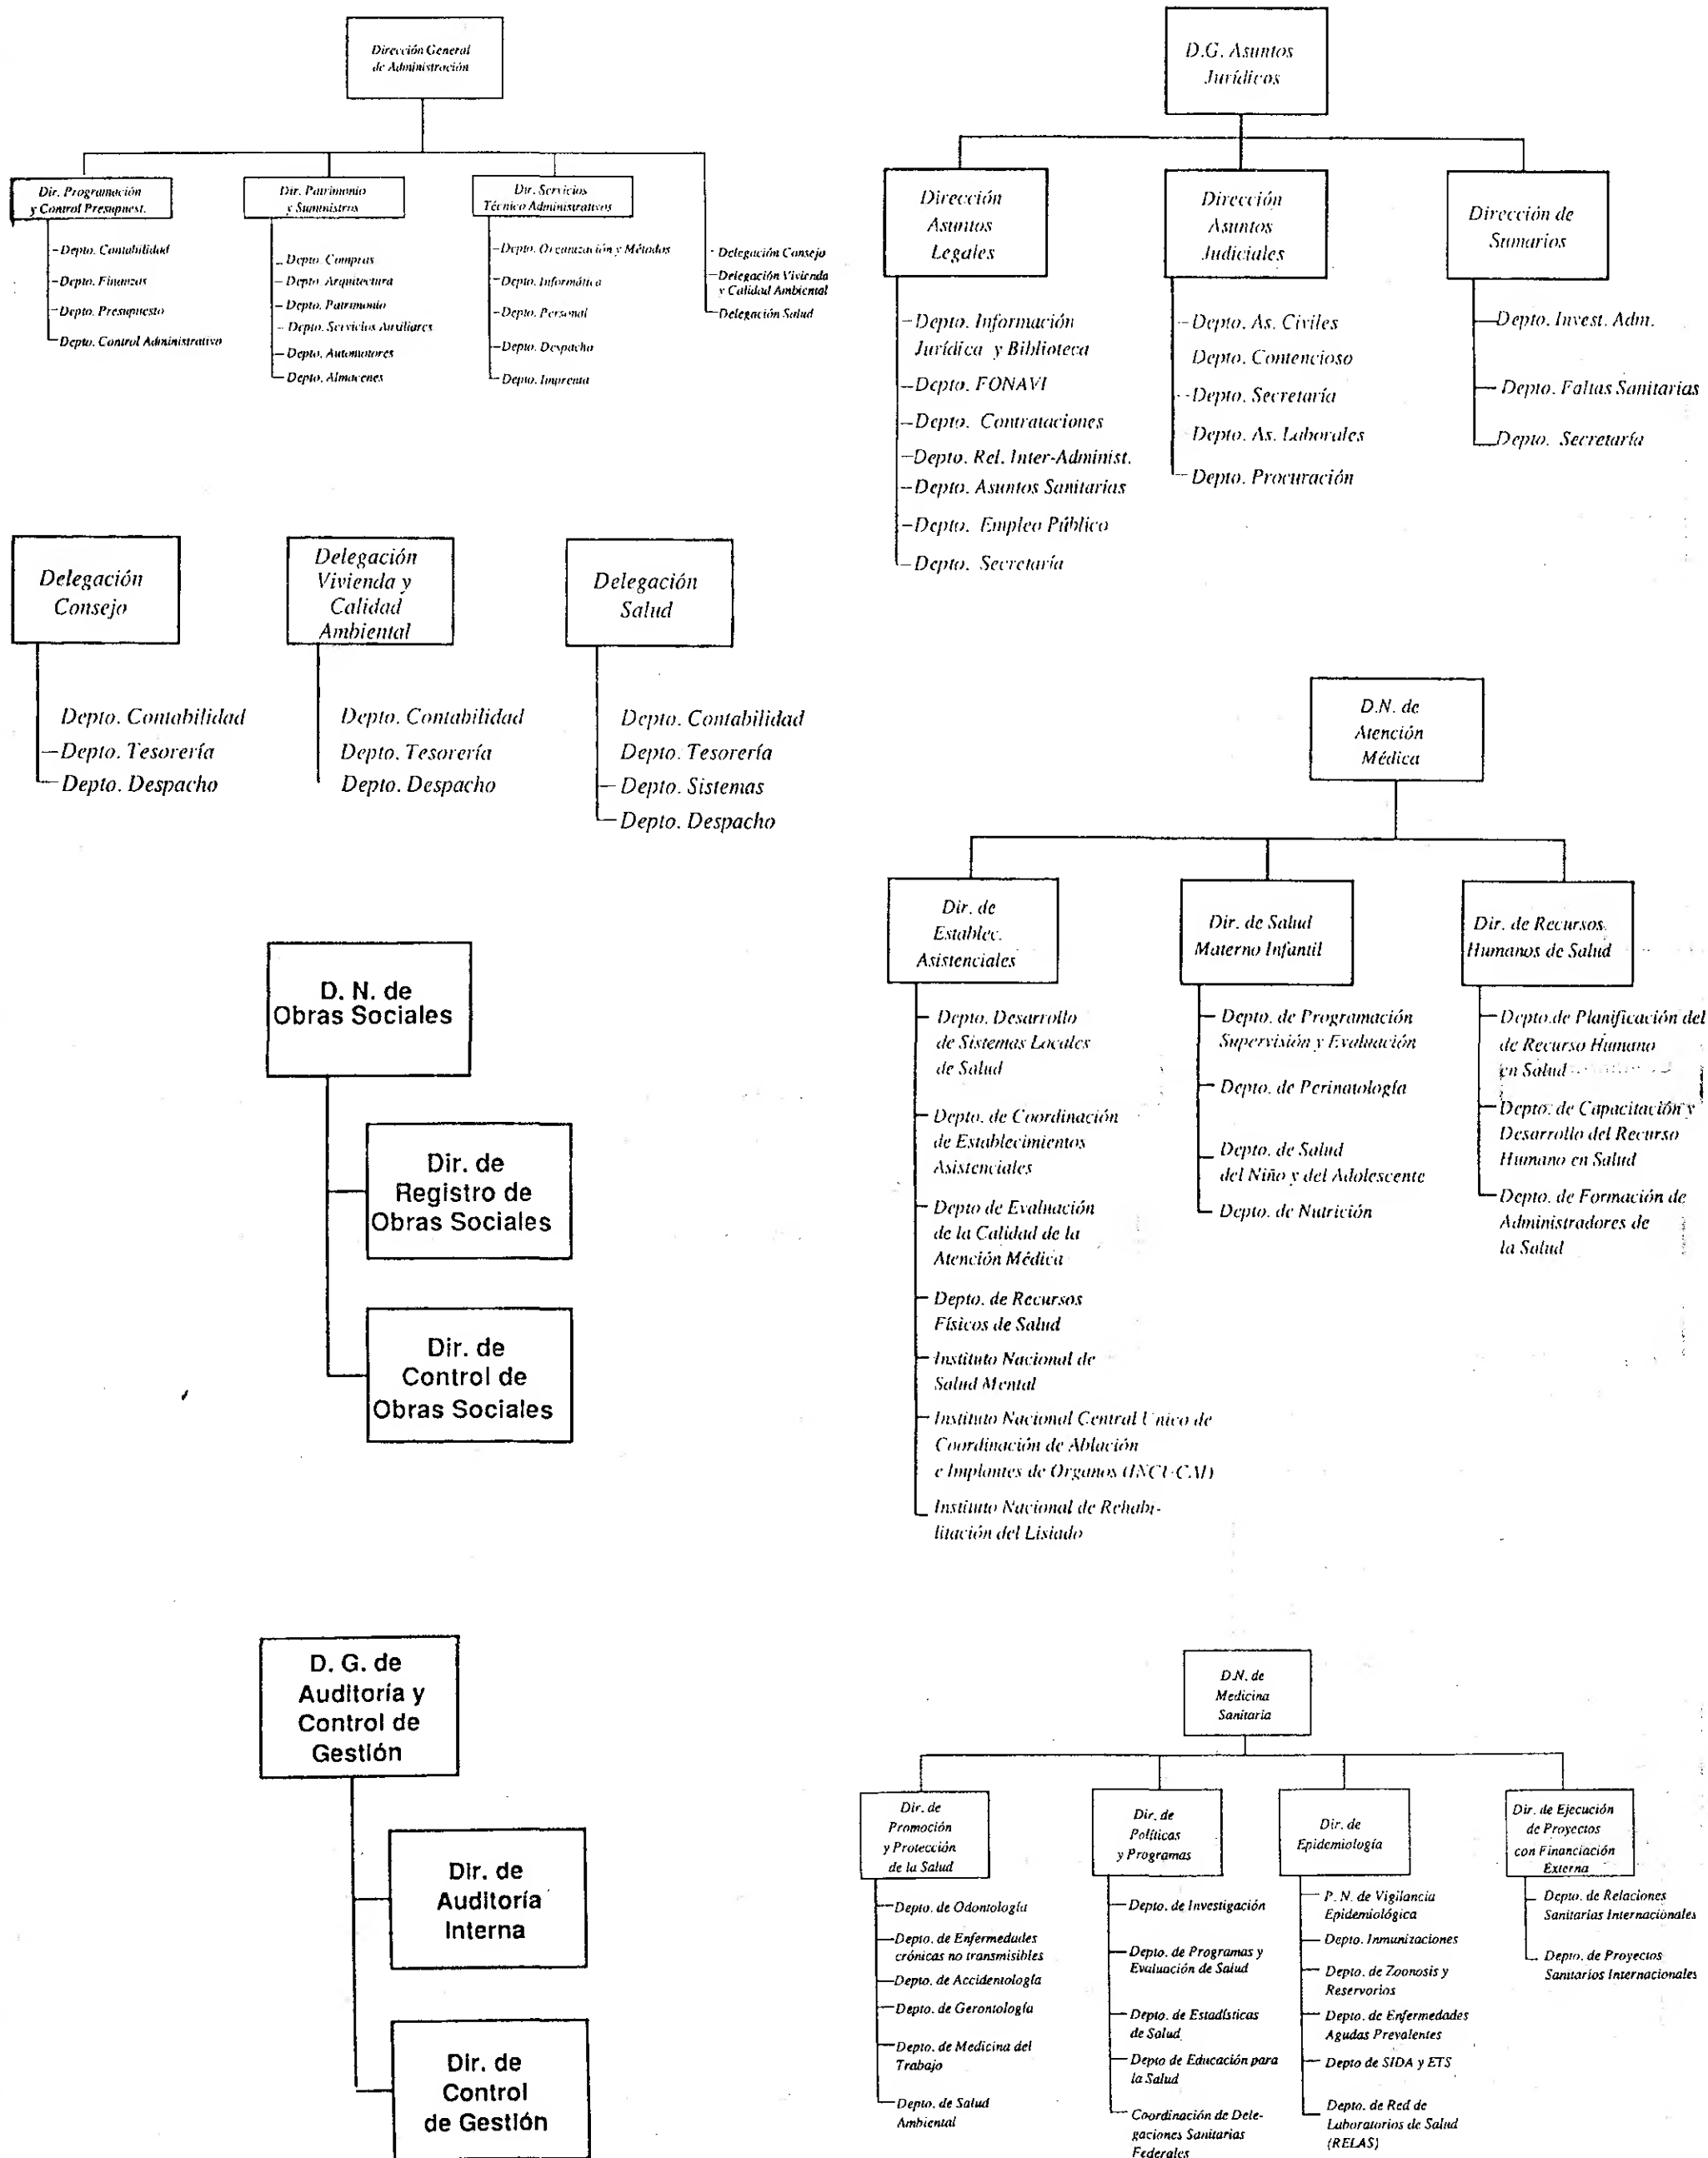 Dirección General
de Administración
Dir. Programación
y Control Presupuest.
- Depto. Contabilidad
- Depto. Finanzas
- Depto. Presupuesto
Depto. Control Administrativo
Dir. Patrimonio
y Suministros
- Depto. Compras
- Depto. Arquitectura
- Depto. Patrimonio
- Depto. Servicios Auxiliares
- Depto. Automotores
- Depto. Almacenes
Dir. Servicios
Técnico Administrativos
- Depto. Organización y Métodos
- Depto. Informática
- Depto. Personal
- Depto. Despacho
- Depto. Imprenta
- Delegación Consejo
- Delegación Vivienda
y Calidad Ambiental
- Delegación Salud
D.G. Asuntos
Jurídicos
Dirección
Asuntos
Legales
- Depto. Información
Jurídica y Biblioteca
- Depto. FONAVI
- Depto. Contrataciones
- Depto. Rel. Inter-Administ.
- Depto. Asuntos Sanitarias
- Depto. Empleo Público
- Depto. Secretaría
Dirección
Asuntos
Judiciales
- Depto. As. Civiles
Depto. Contencioso
- Depto. Secretaría
Depto. As. Laborales
- Depto. Procuración
Dirección de
Sumarios
Depto. Invest. Adm.
Depto. Faltas Sanitarias
Depto. Secretaría
Delegación
Consejo
Depto. Contabilidad
Depto. Tesorería
Depto. Despacho
Delegación
Vivienda y
Calidad
Ambiental
Depto. Contabilidad
Depto. Tesorería
Depto. Despacho
Delegación
Salud
Depto. Contabilidad
Depto. Tesorería
Depto. Sistemas
Depto. Despacho
D.N. de
Atención
Médica
Dir. de
Establec.
Asistenciales
Depto. Desarrollo
de Sistemas Locales
de Salud
Depto. de Coordinación
de Establecimientos
Asistenciales
Depto de Evaluación
de la Calidad de la
Atención Médica
Depto. de Recursos
Físicos de Salud
Instituto Nacional de
Salud Mental
Instituto Nacional Central Unico de
Coordinación de Ablación
e Implantes de Organos (INCUCAI)
Instituto Nacional de Rehabi-
litación del Lisiado
Dir. de Salud
Materno Infantil
Depto. de Programación
Supervisión y Evaluación
Depto. de Perinatología
Depto. de Salud
del Niño y del Adolescente
Depto. de Nutrición
Dir. de Recursos
Humanos de Salud
Depto.de Planificación del
de Recurso Humano
en Salud
Depto. de Capacitación y
Desarrollo del Recurso
Humano en Salud
Depto. de Formación de
Administradores de
la Salud
D. N. de
Obras Sociales
Dir. de
Registro de
Obras Sociales
Dir. de
Control de
Obras Sociales
D. G. de
Auditoría y
Control de
Gestión
Dir. de
Auditoría
Interna
Dir. de
Control
de Gestión
D.N. de
Medicina
Sanitaria
Dir. de
Promoción
y Protección
de la Salud
Depto. de Odontología
Depto. de Enfermedades
crónicas no transmisibles
Depto. de Accidentología
Depto. de Gerontología
Depto. de Medicina del
Trabajo
Depto. de Salud
Ambiental
Dir. de
Políticas
y Programas
Depto. de Investigación
Depto. de Programas y
Evaluación de Salud
Depto. de Estadísticas
de Salud
Depto de Educación para
la Salud
Coordinación de Dele-
gaciones Sanitarias
Federales
Dir. de
Epidemiología
P. N. de Vigilancia
Epidemiológica
Depto. Inmunizaciones
Depto. de Zoonosis y
Reservorios
Depto. de Enfermedades
Agudas Prevalentes
Depto de SIDA y ETS
Depto. de Red de
Laboratorios de Salud
(RELAS)
Dir. de Ejecución
de Proyectos
con Financiación
Externa
Depto. de Relaciones
Sanitarias Internacionales
Depto. de Proyectos
Sanitarios Internacionales